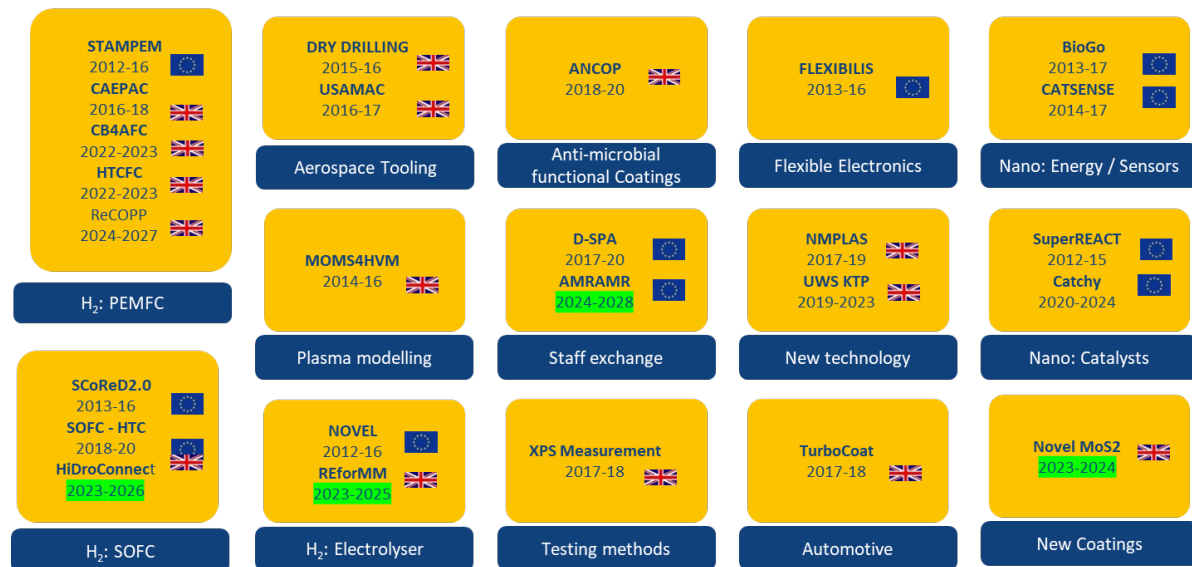 STAMPEM
2012-16
CAEPAC
2016-18
CB4AFC
2022-2023
HTCFC
2022-2023
ReCOPP
2024-2027
H₂: PEMFC
DRY DRILLING
2015-16
USAMAC
2016-17
Aerospace Tooling
ANCOP
2018-20
Anti-microbial
functional Coatings
FLEXIBILIS
2013-16
Flexible Electronics
BioGo
2013-17
CATSENSE
2014-17
Nano: Energy / Sensors
MOMS4HVM
2014-16
Plasma modelling
D-SPA
2017-20
AMRAMR
2024-2028
Staff exchange
NMPLAS
2017-19
UWS KTP
2019-2023
New technology
SuperREACT
2012-15
Catchy
2020-2024
Nano: Catalysts
SCoReD2.0
2013-16
SOFC - HTC
2018-20
HiDroConnect
2023-2026
H₂: SOFC
NOVEL
2012-16
REforMM
2023-2025
H₂: Electrolyser
XPS Measurement
2017-18
Testing methods
TurboCoat
2017-18
Automotive
Novel MoS2
2023-2024
New Coatings